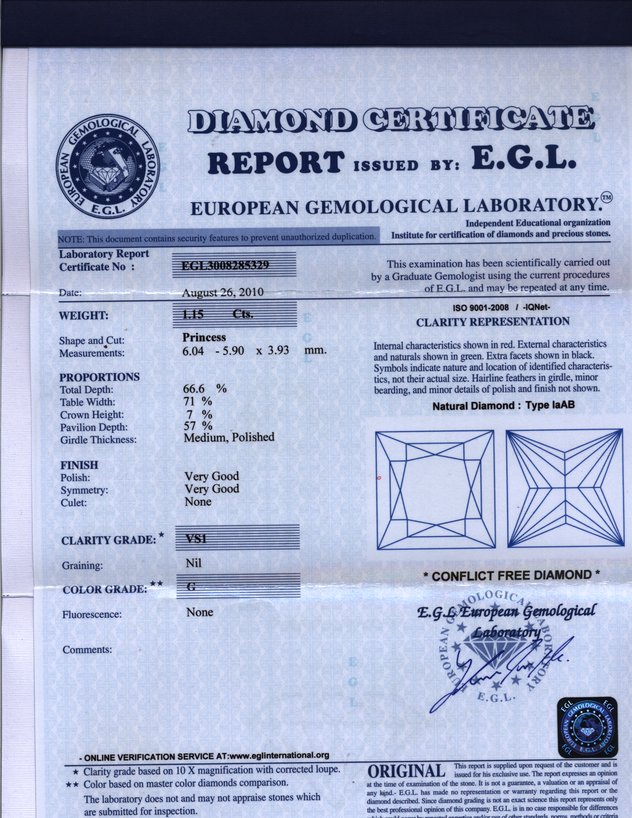 DIAMOND CERTIFICATE
REPORT ISSUED BY: E.G.L.
EUROPEAN GEMOLOGICAL LABORATORY.™
EUROPEAN GEMOLOGICAL LABORATORY
E.G.L.
Independent Educational organization
Institute for certification of diamonds and precious stones.
NOTE: This document contains security features to prevent unauthorized duplication.
Laboratory Report
Certificate No : EGL3008285329
Date: August 26, 2010
This examination has been scientifically carried out
by a Graduate Gemologist using the current procedures
of E.G.L. and may be repeated at any time.
WEIGHT: 1.15 Cts.
Shape and Cut: Princess
Measurements: 6.04 - 5.90 x 3.93 mm.
PROPORTIONS
Total Depth: 66.6 %
Table Width: 71 %
Crown Height: 7 %
Pavilion Depth: 57 %
Girdle Thickness: Medium, Polished
FINISH
Polish: Very Good
Symmetry: Very Good
Culet: None
CLARITY GRADE: ★ VS1
Graining: Nil
COLOR GRADE: ★★ G
Fluorescence: None
Comments:
ISO 9001-2008 / -IQNet-
CLARITY REPRESENTATION
Internal characteristics shown in red. External characteristics
and naturals shown in green. Extra facets shown in black.
Symbols indicate nature and location of identified characteris-
tics, not their actual size. Hairline feathers in girdle, minor
bearding, and minor details of polish and finish not shown.
Natural Diamond : Type IaAB
* CONFLICT FREE DIAMOND *
E.G.L European Gemological
Laboratory
EUROPEAN GEMOLOGICAL LABORATORY
E.G.L.
EGL EGL
EGL EGL
- ONLINE VERIFICATION SERVICE AT:www.eglinternational.org
★ Clarity grade based on 10 X magnification with corrected loupe.
★★ Color based on master color diamonds comparison.
The laboratory does not and may not appraise stones which
are submitted for inspection.
ORIGINAL This report is supplied upon request of the customer and is
issued for his exclusive use. The report expresses an opinion
at the time of examination of the stone. It is not a guarantee, a valuation or an appraisal of
any kind.- E.G.L. has made no representation or warranty regarding this report or the
diamond described. Since diamond grading is not an exact science this report represents only
the best professional opinion of this company. E.G.L. is in no case responsible for differences